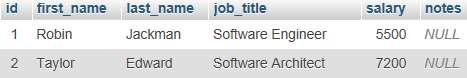 id first_name last_name job_title salary notes
1 Robin Jackman Software Engineer 5500 NULL
2 Taylor Edward Software Architect 7200 NULL